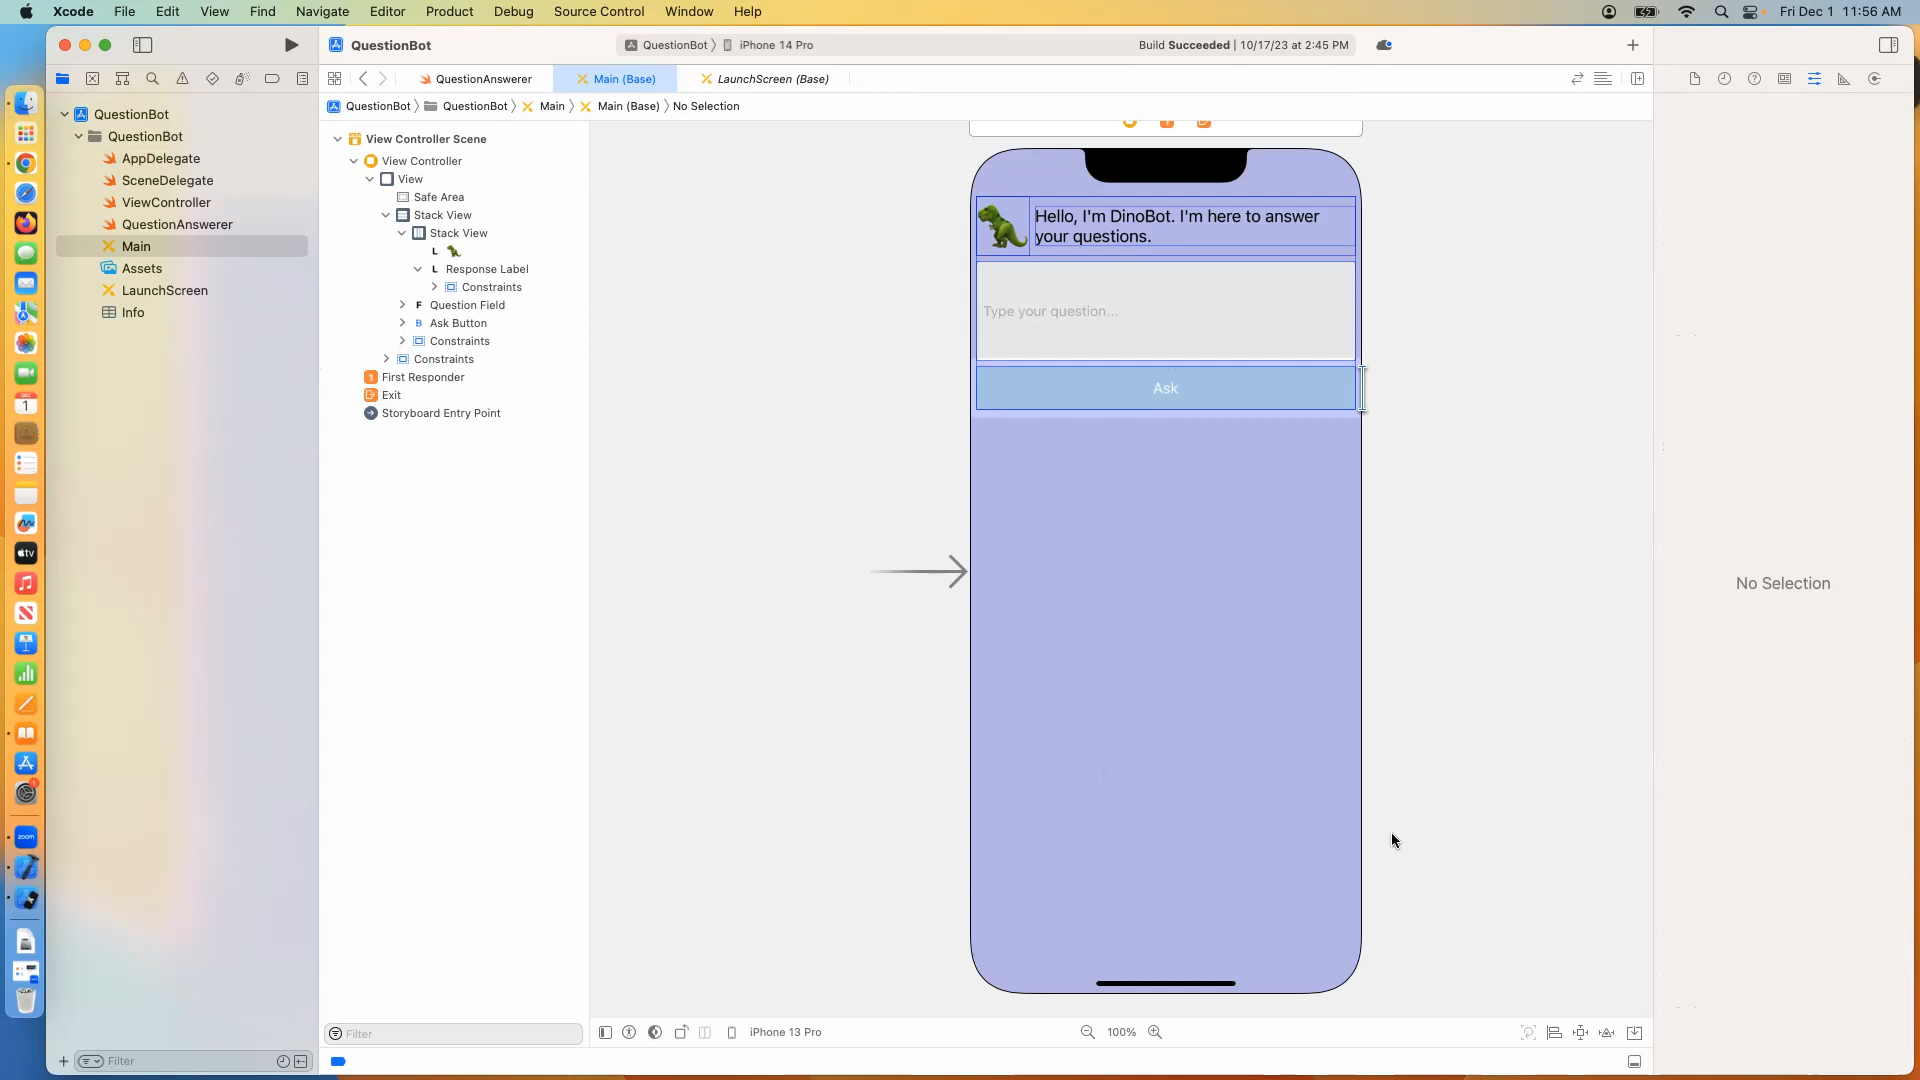 Xcode File Edit View Find Navigate Editor Product Debug Source Control Window Help Fri Dec 1 11:56 AM
QuestionBot QuestionBot iPhone 14 Pro Build Succeeded | 10/17/23 at 2:45 PM
QuestionAnswerer Main (Base) LaunchScreen (Base)
QuestionBot QuestionBot Main Main (Base) No Selection
QuestionBot
QuestionBot
AppDelegate
SceneDelegate
ViewController
QuestionAnswerer
Main
Assets
LaunchScreen
Info
View Controller Scene
View Controller
View
Safe Area
Stack View
Stack View
L
L Response Label
Constraints
F Question Field
B Ask Button
Constraints
Constraints
1 First Responder
Exit
Storyboard Entry Point
Hello, I'm DinoBot. I'm here to answer
your questions.
Type your question...
Ask
No Selection
DEC
1
tv
zoom
Filter
iPhone 13 Pro 100%
Filter